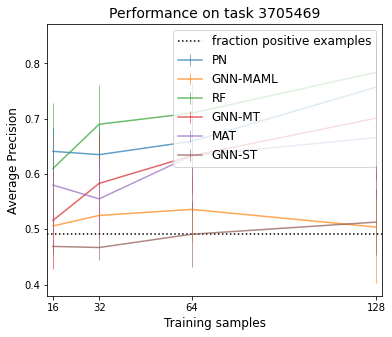 Performance on task 3705469
fraction positive examples
PN
GNN-MAML
RF
GNN-MT
MAT
GNN-ST
Average Precision
0.8
0.7
0.6
0.5
0.4
16
32
64
128
Training samples